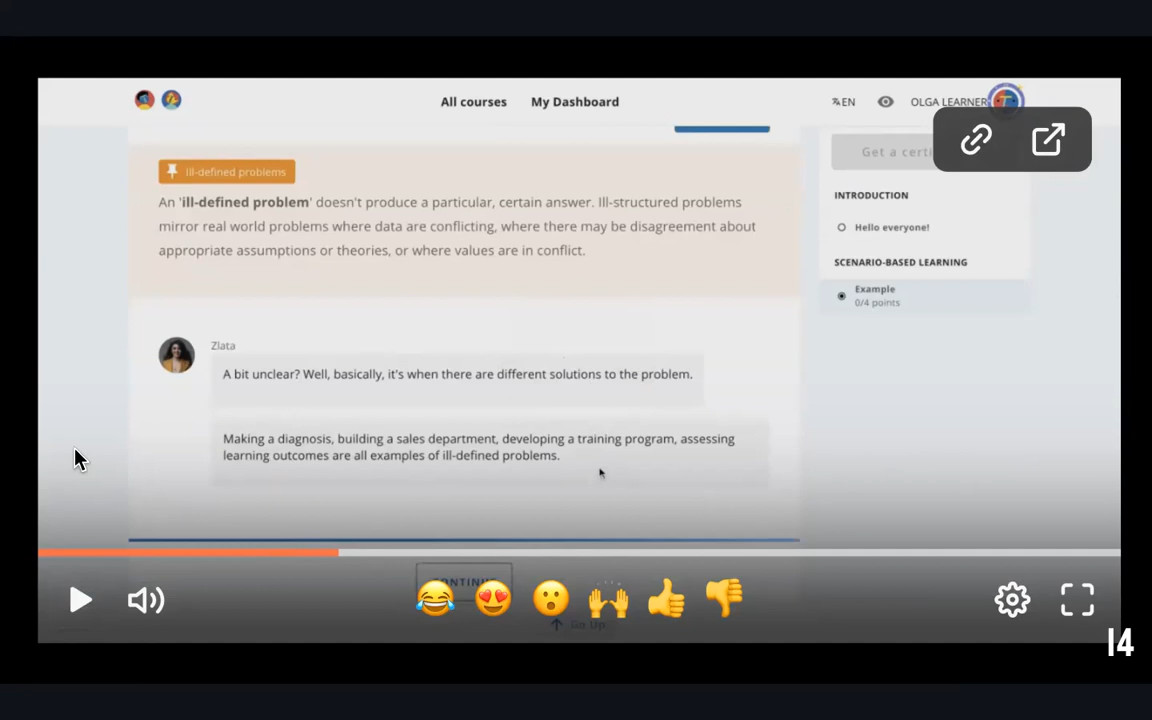 All courses My Dashboard EN OLGA LEARNER
Get a certi
Ill-defined problems
An 'ill-defined problem' doesn't produce a particular, certain answer. Ill-structured problems
mirror real world problems where data are conflicting, where there may be disagreement about
appropriate assumptions or theories, or where values are in conflict.
INTRODUCTION
Hello everyone!
SCENARIO-BASED LEARNING
Example
0/4 points
Zlata
A bit unclear? Well, basically, it's when there are different solutions to the problem.
Making a diagnosis, building a sales department, developing a training program, assessing
learning outcomes are all examples of ill-defined problems.
CONTINUE
Go Up
14